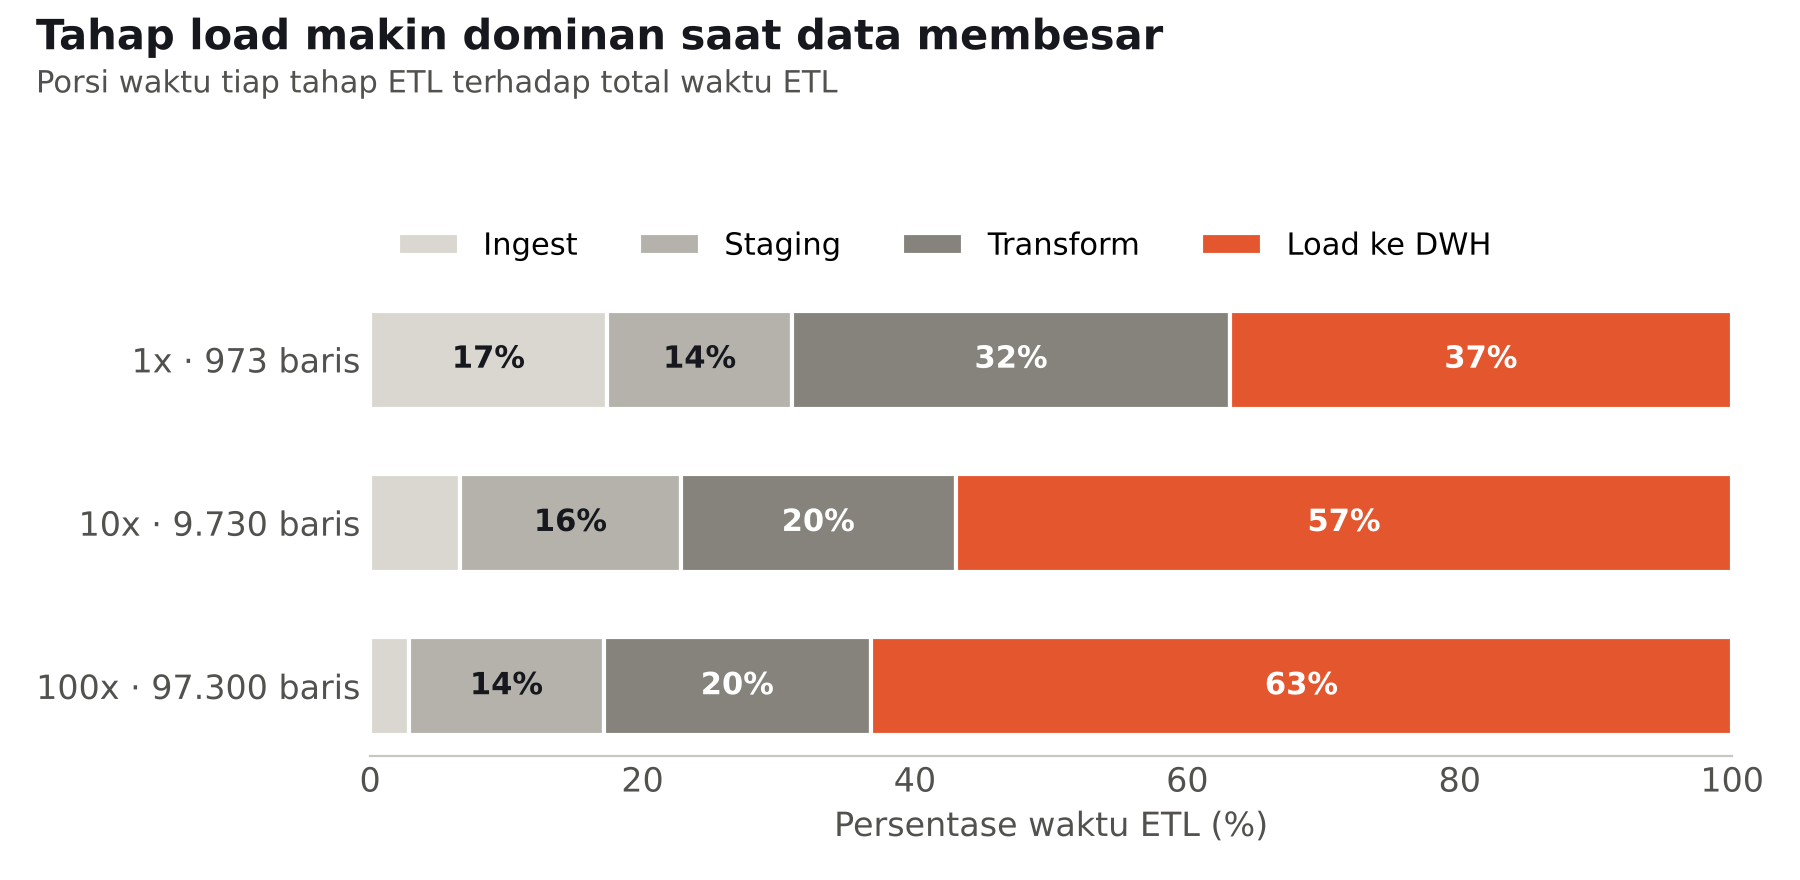 Tahap load makin dominan saat data membesar
Porsi waktu tiap tahap ETL terhadap total waktu ETL
Ingest Staging Transform Load ke DWH
1x · 973 baris 17% 14% 32% 37%
10x · 9.730 baris 16% 20% 57%
100x · 97.300 baris 14% 20% 63%
0 20 40 60 80 100
Persentase waktu ETL (%)